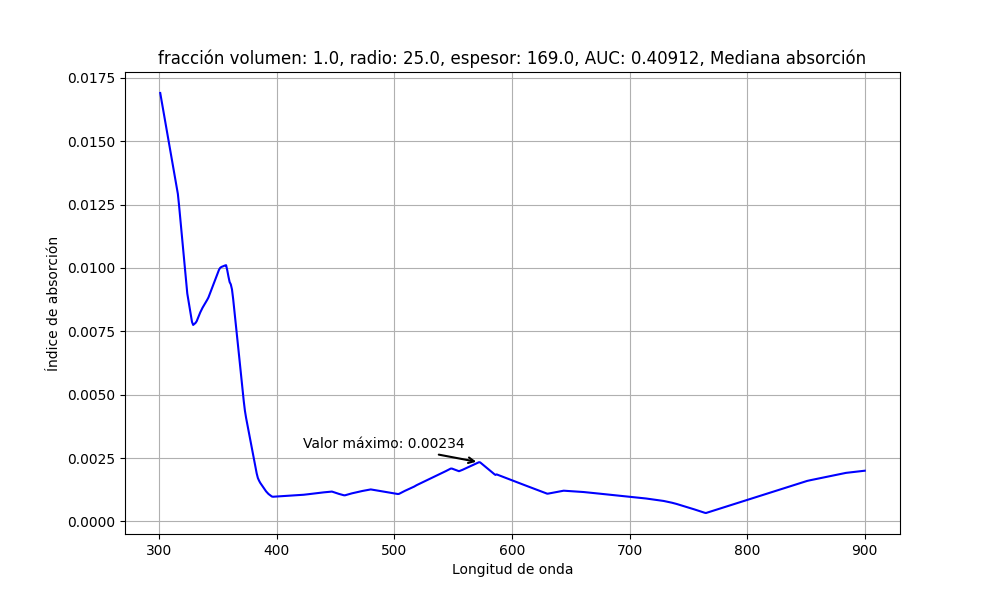 fracción volumen: 1.0, radio: 25.0, espesor: 169.0, AUC: 0.40912, Mediana absorción
0.0175
0.0150
0.0125
0.0100
0.0075
0.0050
0.0025
0.0000
Índice de absorción
Valor máximo: 0.00234
300 400 500 600 700 800 900
Longitud de onda